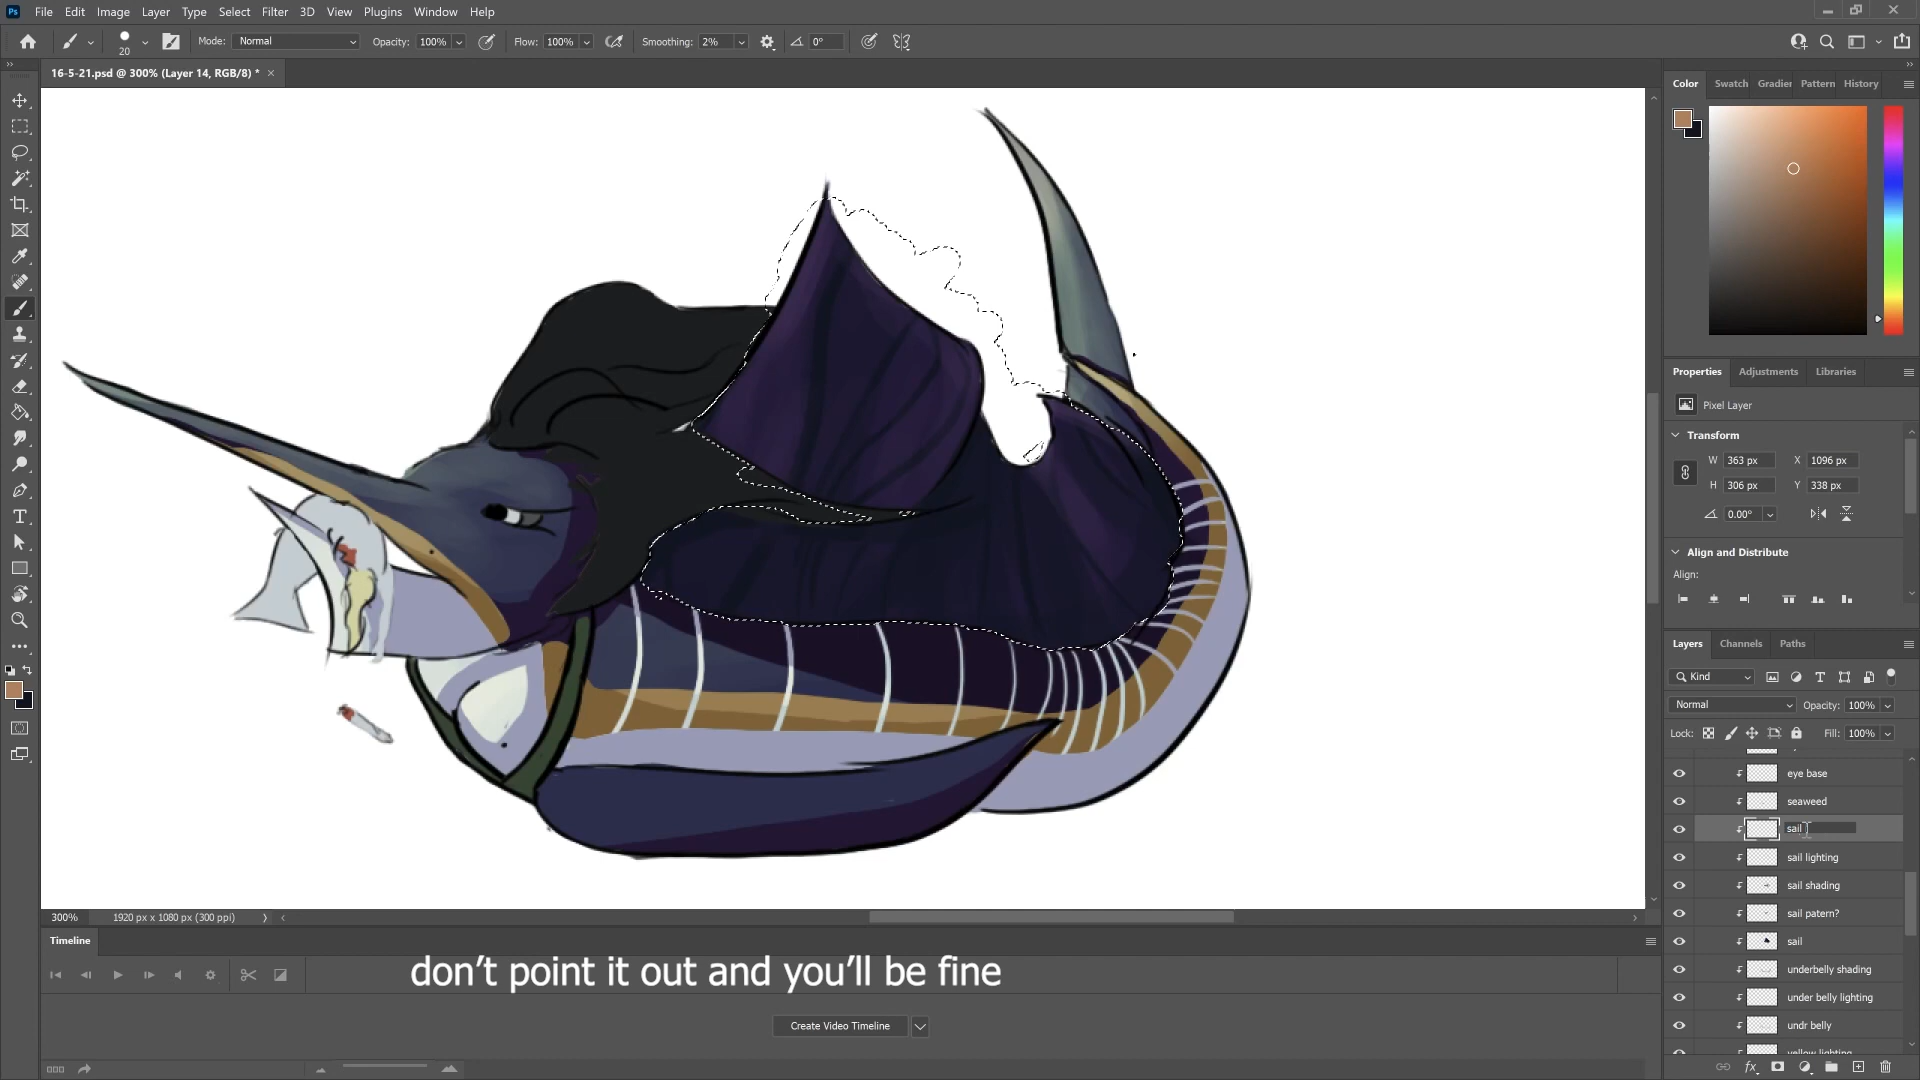 Ps File Edit Image Layer Type Select Filter 3D View Plugins Window Help
20 Mode: Normal Opacity: 100% Flow: 100% Smoothing: 2% 0°
16-5-21.psd @ 300% (Layer 14, RGB/8) *
Color Swatch Gradier Pattern History
Properties Adjustments Libraries
Pixel Layer
Transform
W 363 px X 1096 px
H 306 px Y 338 px
0.00°
Align and Distribute
Align:
Layers Channels Paths
Kind
Normal Opacity: 100%
Lock: Fill: 100%
eye base
seaweed
sail
sail lighting
sail shading
sail patern?
sail
underbelly shading
under belly lighting
undr belly
yellow lighting
300% 1920 px x 1080 px (300 ppi)
Timeline
don't point it out and you'll be fine
Create Video Timeline